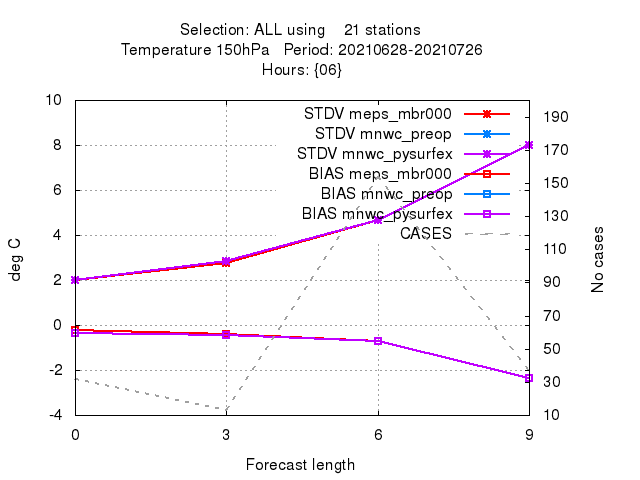 Selection: ALL using 21 stations
Temperature 150hPa Period: 20210628-20210726
Hours: {06}
STDV meps_mbr000
STDV mnwc_preop
STDV mnwc_pysurfex
BIAS meps_mbr000
BIAS mnwc_preop
BIAS mnwc_pysurfex
CASES
deg C
10
8
6
4
2
0
-2
-4
No cases
190
170
150
130
110
90
70
50
30
10
0 3 6 9
Forecast length